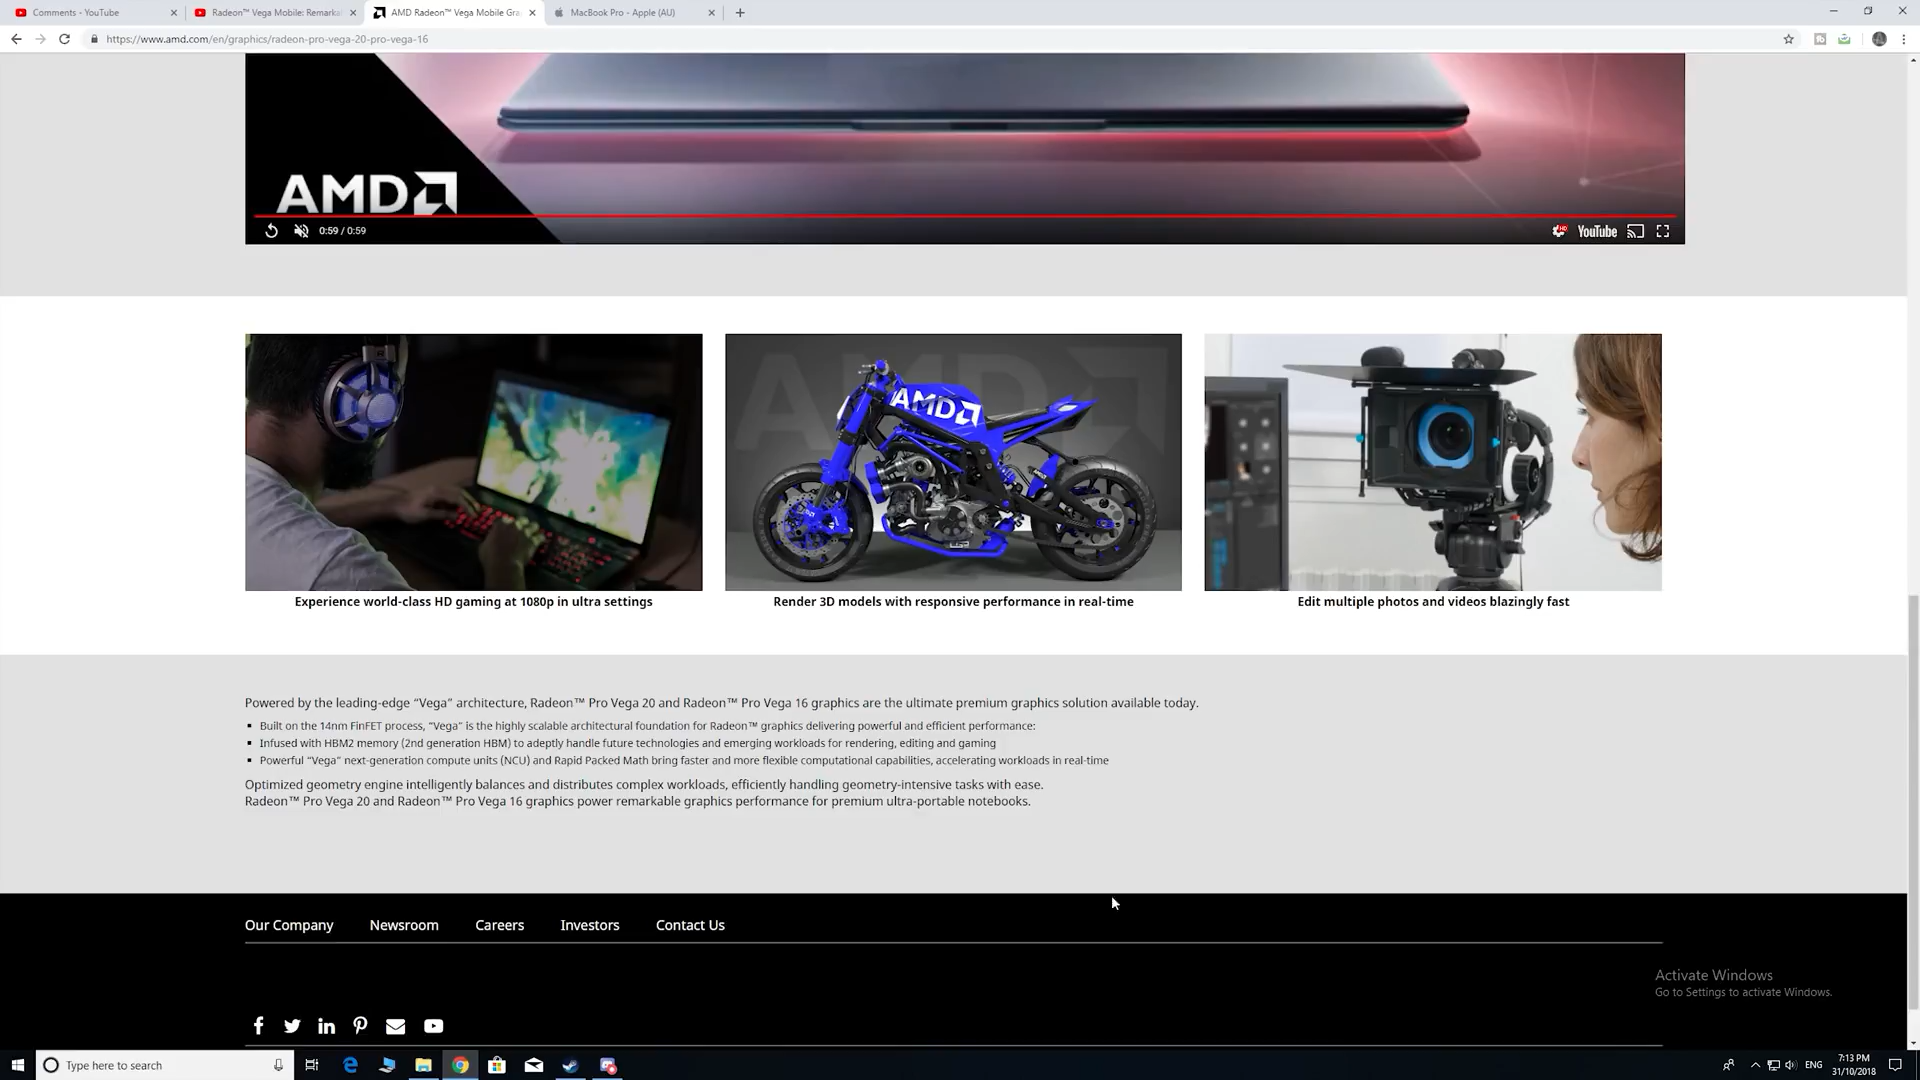 Comments - YouTube
Radeon™ Vega Mobile: Remarka
AMD Radeon™ Vega Mobile Gra
MacBook Pro - Apple (AU)
https://www.amd.com/en/graphics/radeon-pro-vega-20-pro-vega-16
AMD
0:59 / 0:59
HD
YouTube
AMD
AMD
Experience world-class HD gaming at 1080p in ultra settings
Render 3D models with responsive performance in real-time
Edit multiple photos and videos blazingly fast
Powered by the leading-edge “Vega” architecture, Radeon™ Pro Vega 20 and Radeon™ Pro Vega 16 graphics are the ultimate premium graphics solution available today.
Built on the 14nm FinFET process, “Vega” is the highly scalable architectural foundation for Radeon™ graphics delivering powerful and efficient performance:
Infused with HBM2 memory (2nd generation HBM) to adeptly handle future technologies and emerging workloads for rendering, editing and gaming
Powerful “Vega” next-generation compute units (NCU) and Rapid Packed Math bring faster and more flexible computational capabilities, accelerating workloads in real-time
Optimized geometry engine intelligently balances and distributes complex workloads, efficiently handling geometry-intensive tasks with ease.
Radeon™ Pro Vega 20 and Radeon™ Pro Vega 16 graphics power remarkable graphics performance for premium ultra-portable notebooks.
Our Company
Newsroom
Careers
Investors
Contact Us
Activate Windows
Go to Settings to activate Windows.
Type here to search
ENG
7:13 PM
31/10/2018